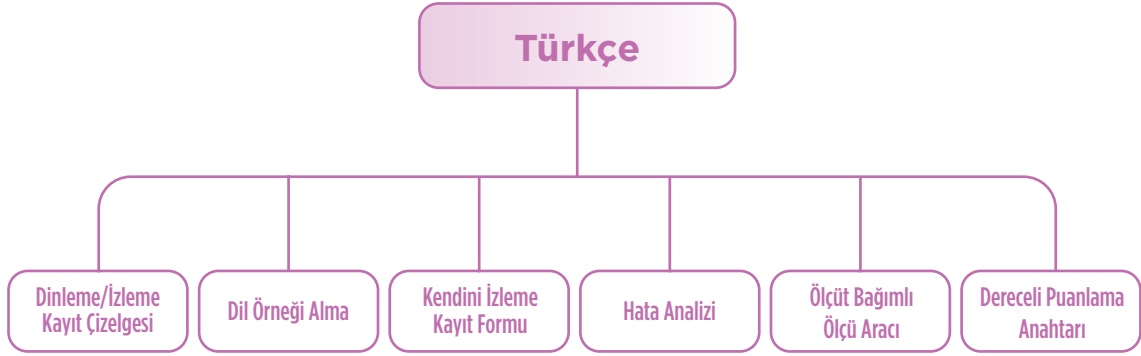 Türkçe
Dinleme/İzleme
Kayıt Çizelgesi
Dil Örneği Alma
Kendini İzleme
Kayıt Formu
Hata Analizi
Ölçüt Bağımlı
Ölçü Aracı
Dereceli Puanlama
Anahtarı